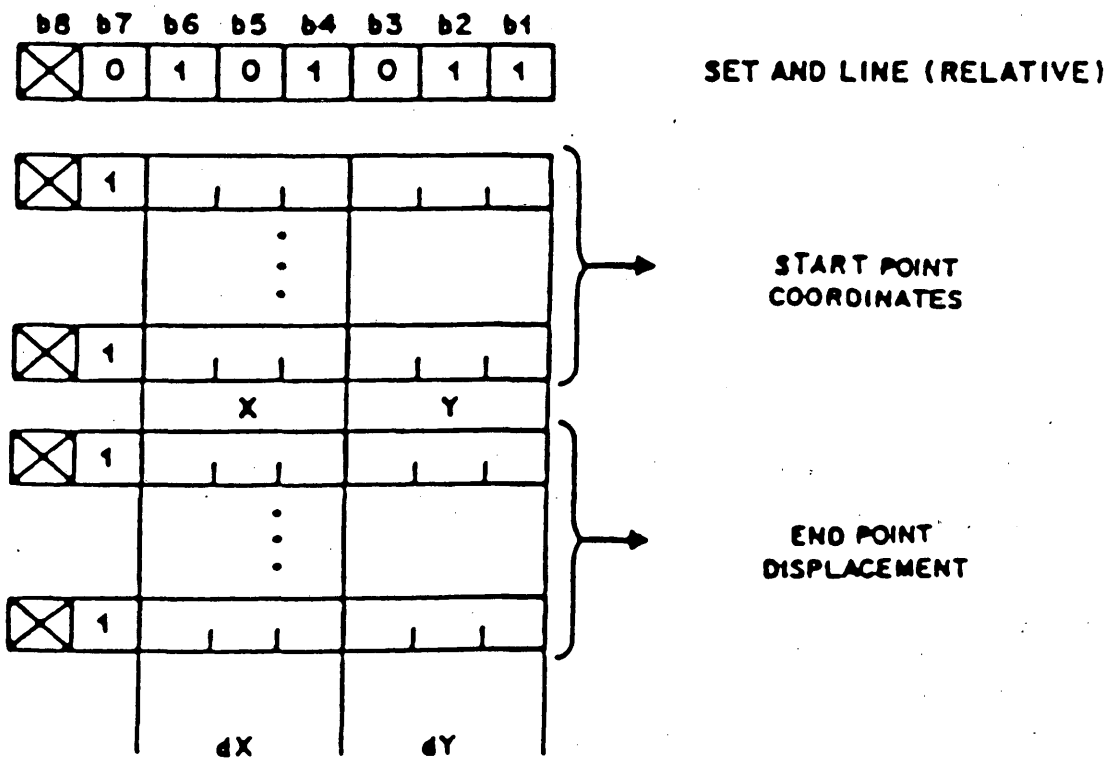 b8 b7 b6 b5 b4 b3 b2 b1
0 1 0 1 0 1 1 SET AND LINE (RELATIVE)
1
START POINT
COORDINATES
1
X Y
1
END POINT
DISPLACEMENT
1
dX dY